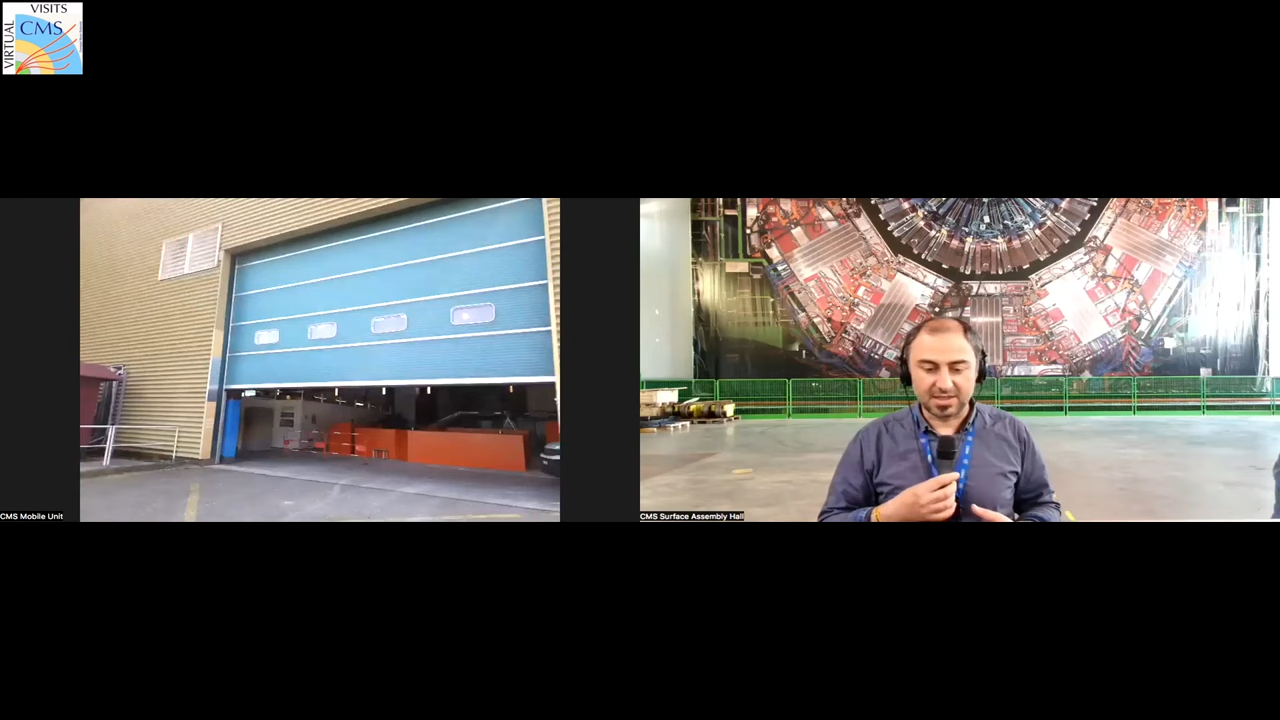 VISITS
CMS
VIRTUAL
CMS Mobile Unit
CMS Surface Assembly Hall